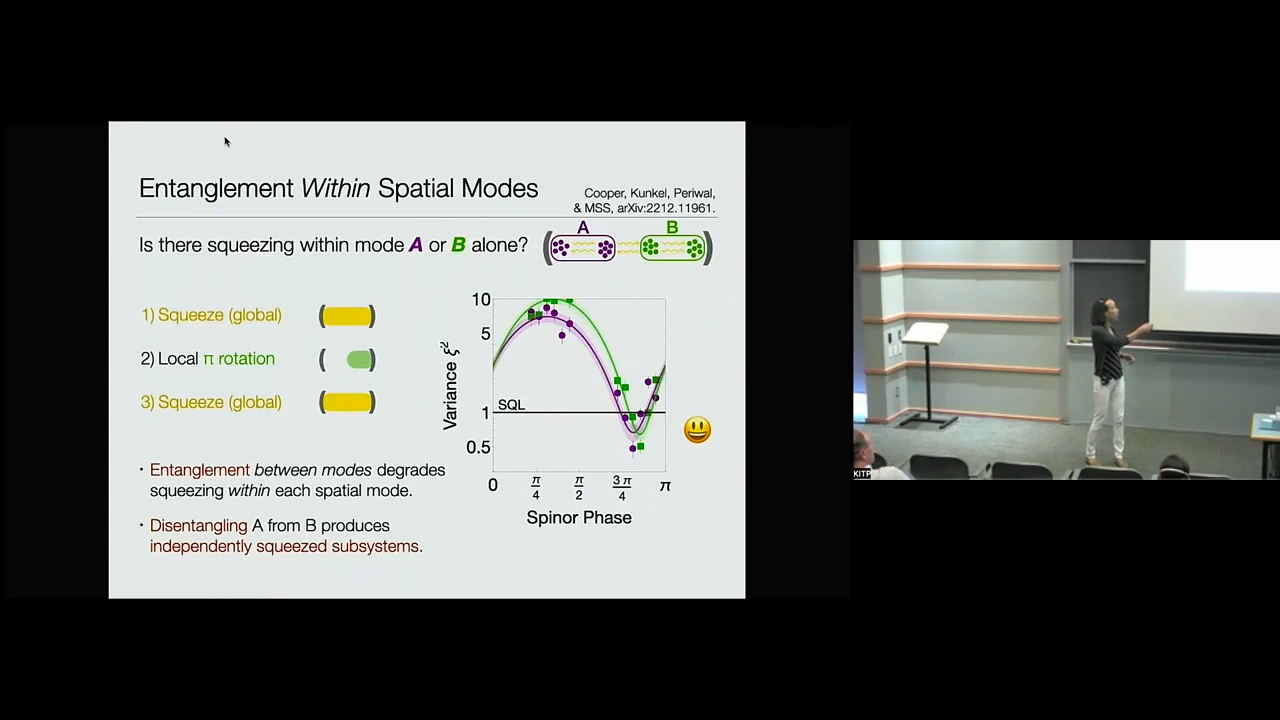 Entanglement Within Spatial Modes
Cooper, Kunkel, Periwal,
& MSS, arXiv:2212.11961.
Is there squeezing within mode A or B alone?
A
B
1) Squeeze (global)
2) Local π rotation
3) Squeeze (global)
• Entanglement between modes degrades
squeezing within each spatial mode.
• Disentangling A from B produces
independently squeezed subsystems.
Variance ξ²
10
5
1
0.5
SQL
0
π/4
π/2
3π/4
π
Spinor Phase
KITP